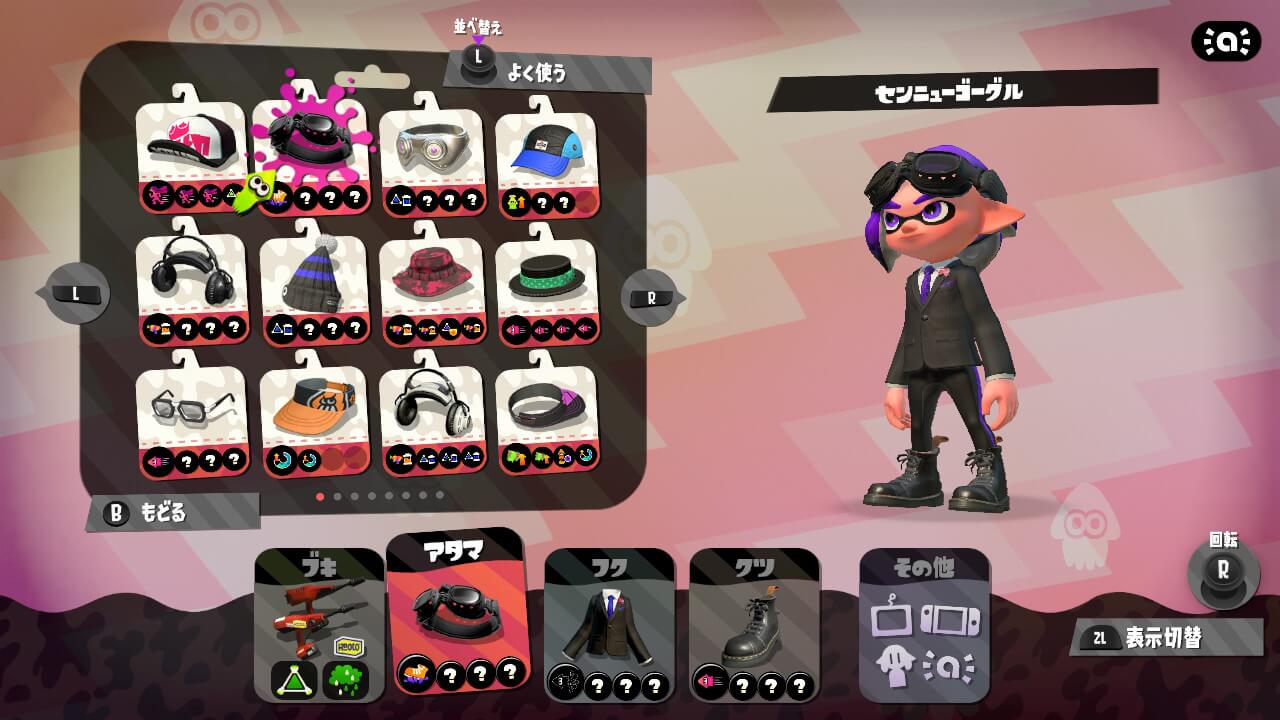 並べ替え
L
よく使う
センニューゴーグル
a
? ? ?
? ? ?
? ?
L
R
? ? ?
? ? ?
? ? ?
B もどる
ブキ
アタマ
フク
クツ
その他
回転
R
ZL 表示切替
? ? ?
? ? ?
? ? ?
a